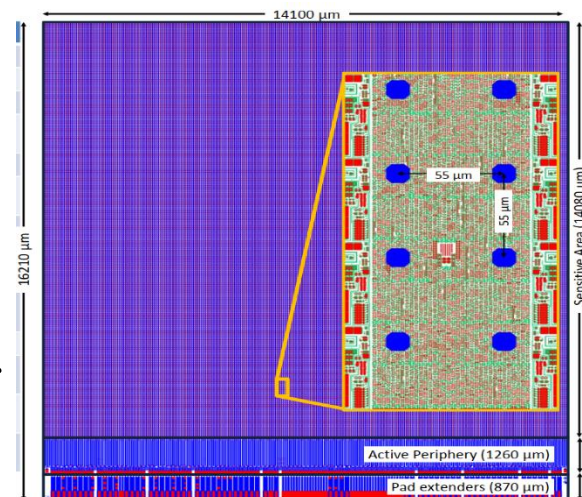 14100 µm
16210 µm
55 µm
55 µm
Sensitive Area (14080 µm)
Active Periphery (1260 µm)
Pad extenders (870 µm)